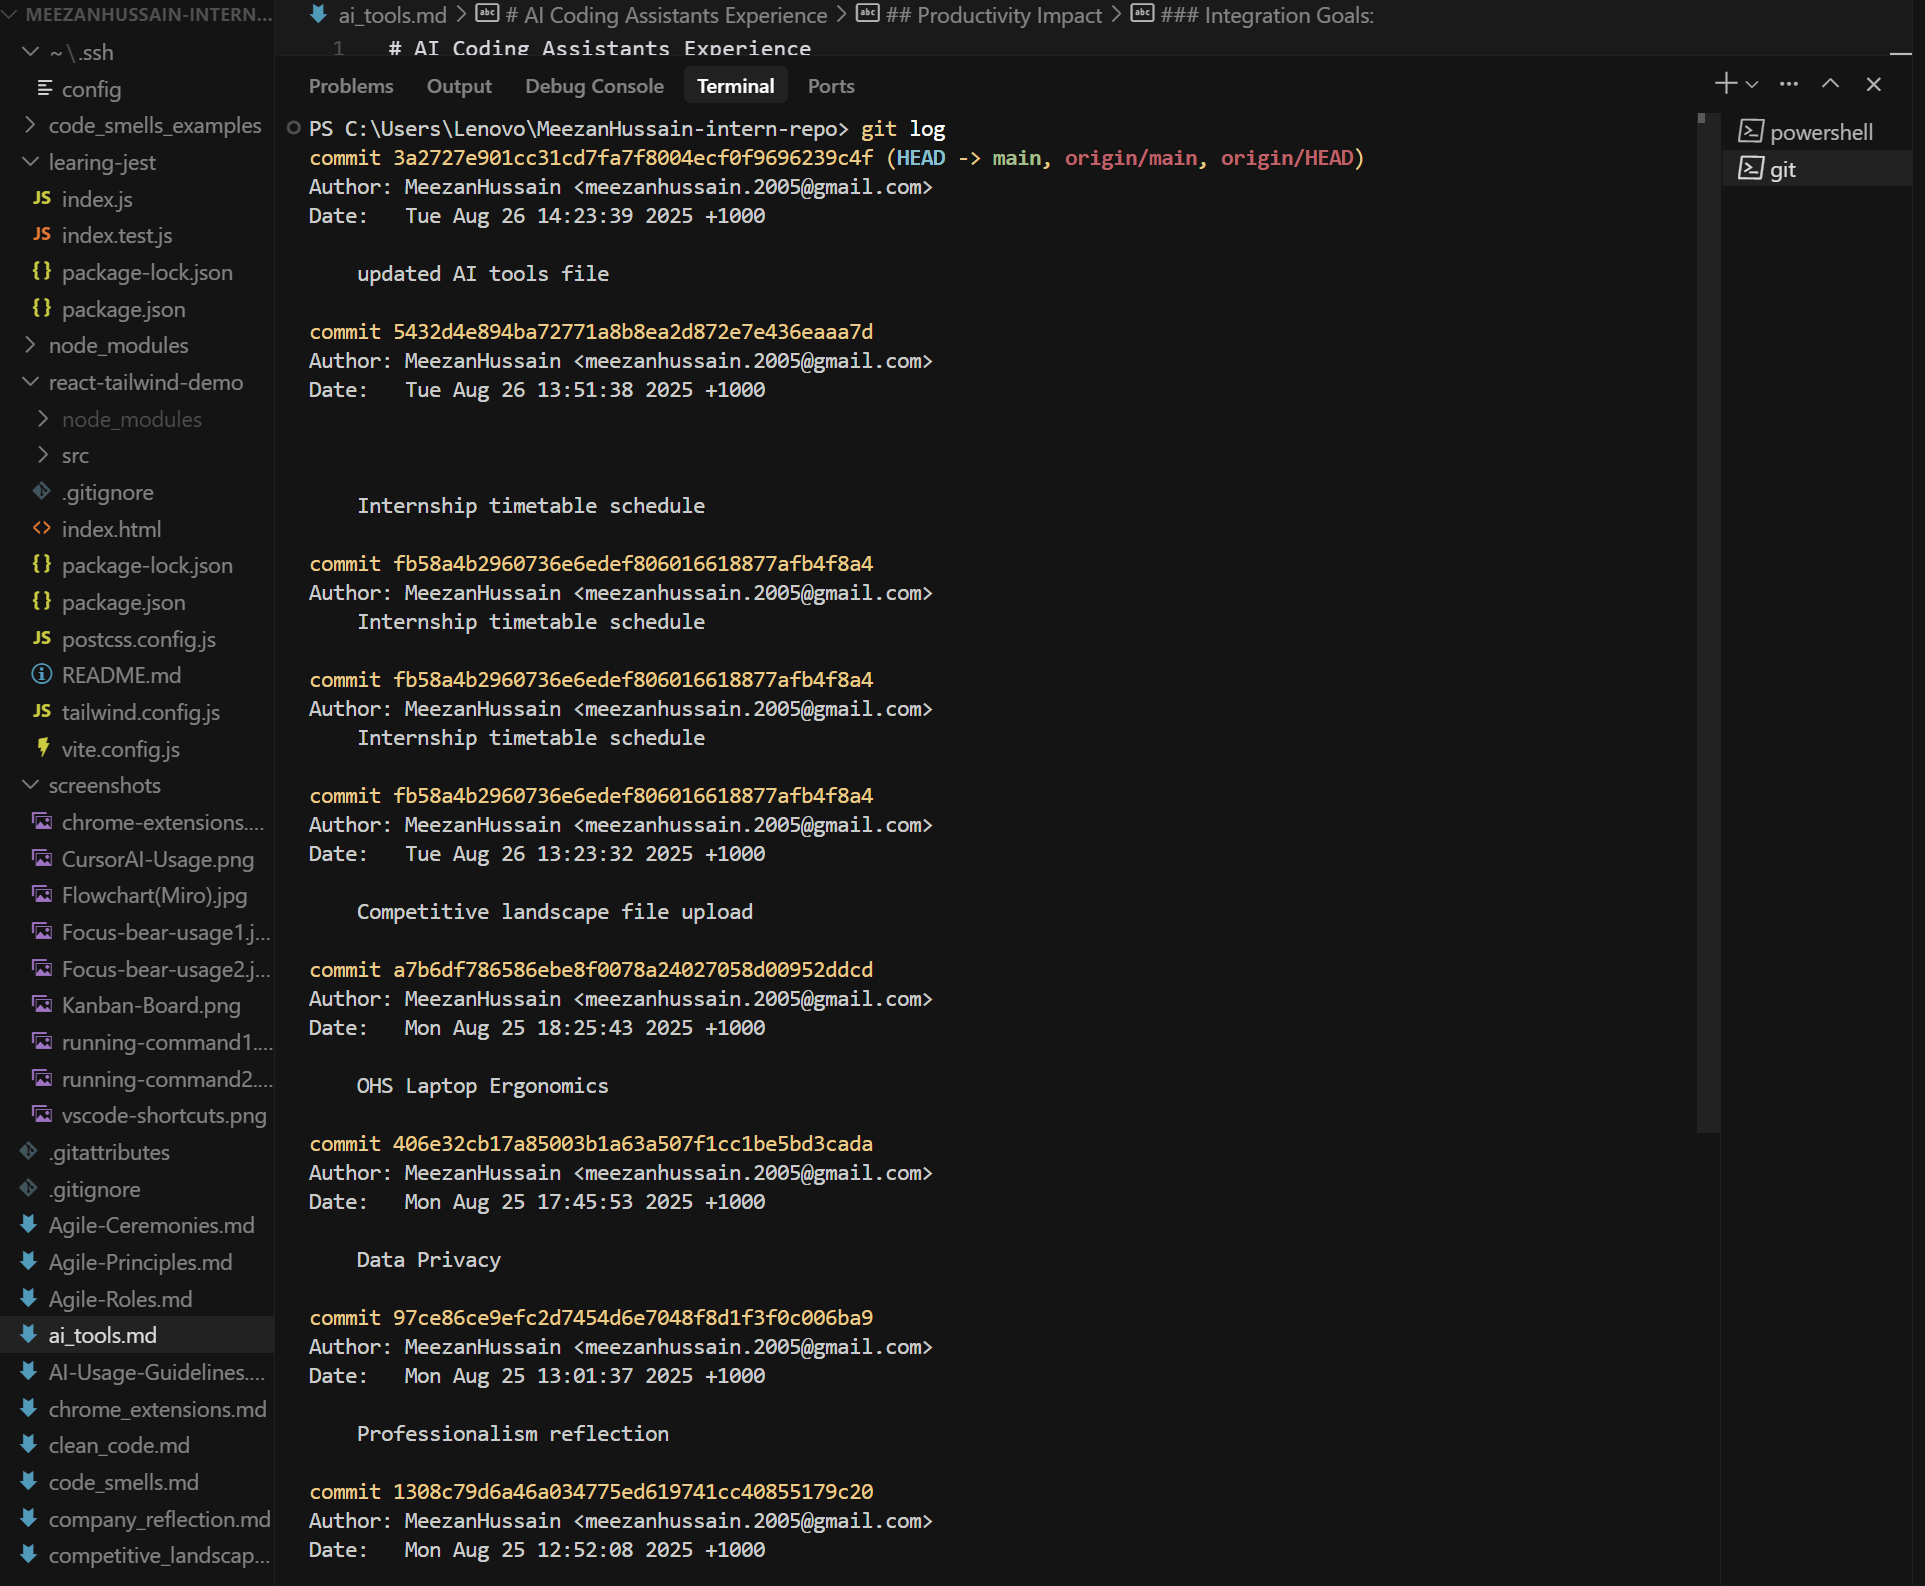 MEEZANHUSSAIN-INTERN...
~\.ssh
config
code_smells_examples
learing-jest
JS index.js
JS index.test.js
{} package-lock.json
{} package.json
node_modules
react-tailwind-demo
node_modules
src
.gitignore
<> index.html
{} package-lock.json
{} package.json
JS postcss.config.js
README.md
JS tailwind.config.js
vite.config.js
screenshots
chrome-extensions....
CursorAI-Usage.png
Flowchart(Miro).jpg
Focus-bear-usage1.j...
Focus-bear-usage2.j...
Kanban-Board.png
running-command1....
running-command2....
vscode-shortcuts.png
.gitattributes
.gitignore
Agile-Ceremonies.md
Agile-Principles.md
Agile-Roles.md
ai_tools.md
AI-Usage-Guidelines....
chrome_extensions.md
clean_code.md
code_smells.md
company_reflection.md
competitive_landscap...
ai_tools.md > abc # AI Coding Assistants Experience > abc ## Productivity Impact > abc ### Integration Goals:
1 # AI Coding Assistants Experience
Problems Output Debug Console Terminal Ports
PS C:\Users\Lenovo\MeezanHussain-intern-repo> git log
commit 3a2727e901cc31cd7fa7f8004ecf0f9696239c4f (HEAD -> main, origin/main, origin/HEAD)
Author: MeezanHussain <meezanhussain.2005@gmail.com>
Date:   Tue Aug 26 14:23:39 2025 +1000
updated AI tools file
commit 5432d4e894ba72771a8b8ea2d872e7e436eaaa7d
Author: MeezanHussain <meezanhussain.2005@gmail.com>
Date:   Tue Aug 26 13:51:38 2025 +1000
Internship timetable schedule
commit fb58a4b2960736e6edef806016618877afb4f8a4
Author: MeezanHussain <meezanhussain.2005@gmail.com>
Internship timetable schedule
commit fb58a4b2960736e6edef806016618877afb4f8a4
Author: MeezanHussain <meezanhussain.2005@gmail.com>
Internship timetable schedule
commit fb58a4b2960736e6edef806016618877afb4f8a4
Author: MeezanHussain <meezanhussain.2005@gmail.com>
Date:   Tue Aug 26 13:23:32 2025 +1000
Competitive landscape file upload
commit a7b6df786586ebe8f0078a24027058d00952ddcd
Author: MeezanHussain <meezanhussain.2005@gmail.com>
Date:   Mon Aug 25 18:25:43 2025 +1000
OHS Laptop Ergonomics
commit 406e32cb17a85003b1a63a507f1cc1be5bd3cada
Author: MeezanHussain <meezanhussain.2005@gmail.com>
Date:   Mon Aug 25 17:45:53 2025 +1000
Data Privacy
commit 97ce86ce9efc2d7454d6e7048f8d1f3f0c006ba9
Author: MeezanHussain <meezanhussain.2005@gmail.com>
Date:   Mon Aug 25 13:01:37 2025 +1000
Professionalism reflection
commit 1308c79d6a46a034775ed619741cc40855179c20
Author: MeezanHussain <meezanhussain.2005@gmail.com>
Date:   Mon Aug 25 12:52:08 2025 +1000
powershell
git